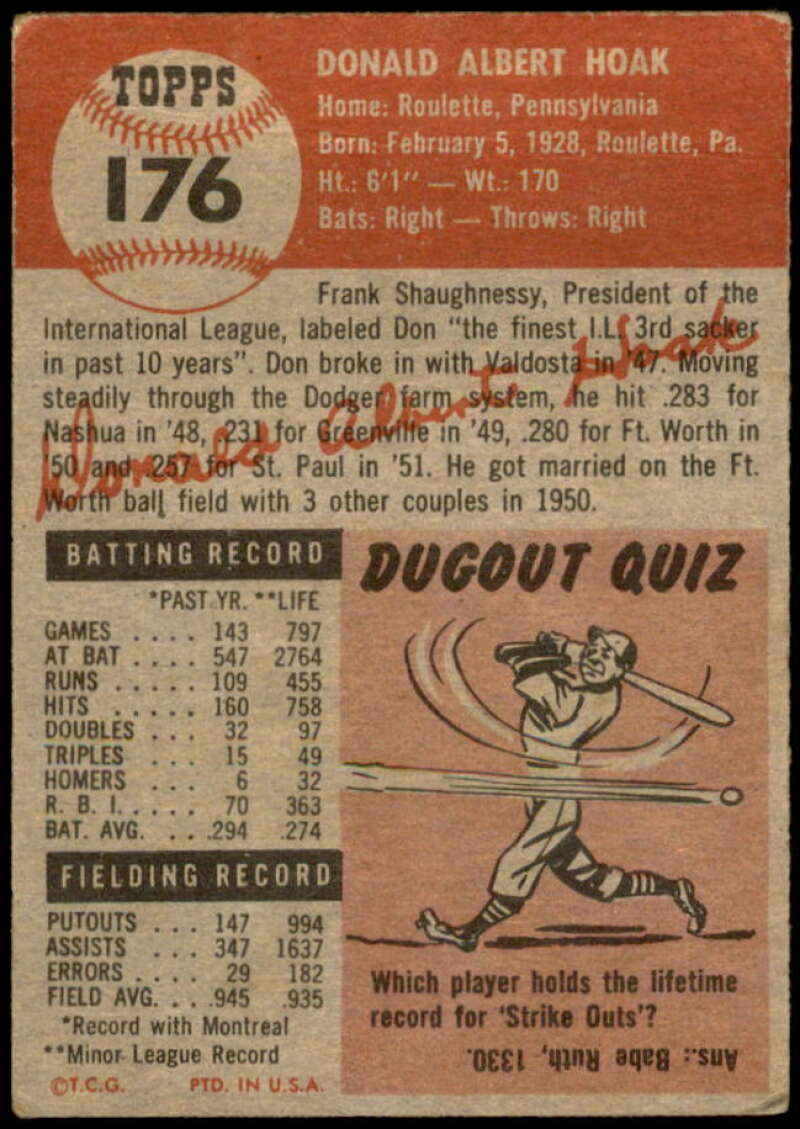 TOPPS
176
DONALD ALBERT HOAK
Home: Roulette, Pennsylvania
Born: February 5, 1928, Roulette, Pa.
Ht.: 6'1" — Wt.: 170
Bats: Right — Throws: Right
Frank Shaughnessy, President of the
International League, labeled Don "the finest I.L. 3rd sacker
in past 10 years". Don broke in with Valdosta in '47. Moving
steadily through the Dodger farm system, he hit .283 for
Nashua in '48, .231 for Greenville in '49, .280 for Ft. Worth in
'50 and .257 for St. Paul in '51. He got married on the Ft.
Worth ball field with 3 other couples in 1950.
Donald Albert Hoak
BATTING RECORD
*PAST YR. **LIFE
GAMES . . . . 143 797
AT BAT . . . . 547 2764
RUNS . . . . . 109 455
HITS . . . . . 160 758
DOUBLES . . . 32 97
TRIPLES . . . 15 49
HOMERS . . . 6 32
R. B. I. . . . . . 70 363
BAT. AVG. . . . .294 .274
FIELDING RECORD
PUTOUTS . . . 147 994
ASSISTS . . . 347 1637
ERRORS . . . . 29 182
FIELD AVG. . . . .945 .935
*Record with Montreal
**Minor League Record
©T.C.G. PTD. IN U.S.A.
DUGOUT QUIZ
Which player holds the lifetime
record for 'Strike Outs'?
Ans.: Babe Ruth, 1330.